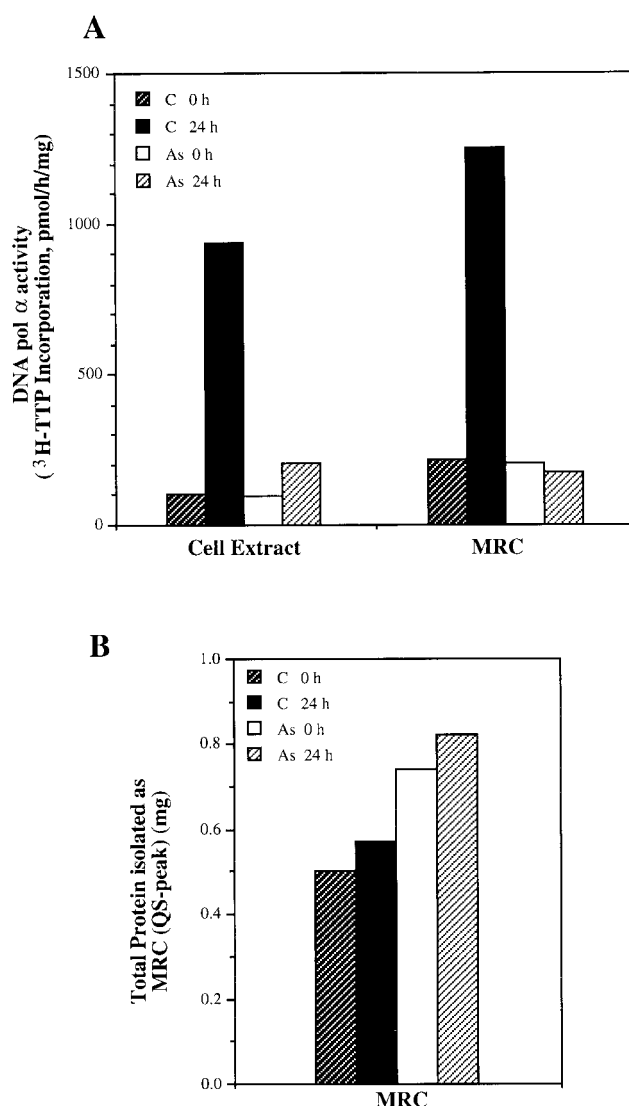 A
1500
1000
500
0
DNA pol α activity
(³H-TTP Incorporation, pmol/h/mg)
C 0 h
C 24 h
As 0 h
As 24 h
Cell Extract
MRC
B
1.0
0.8
0.6
0.4
0.2
0.0
Total Protein isolated as
MRC (QS-peak) (mg)
C 0 h
C 24 h
As 0 h
As 24 h
MRC